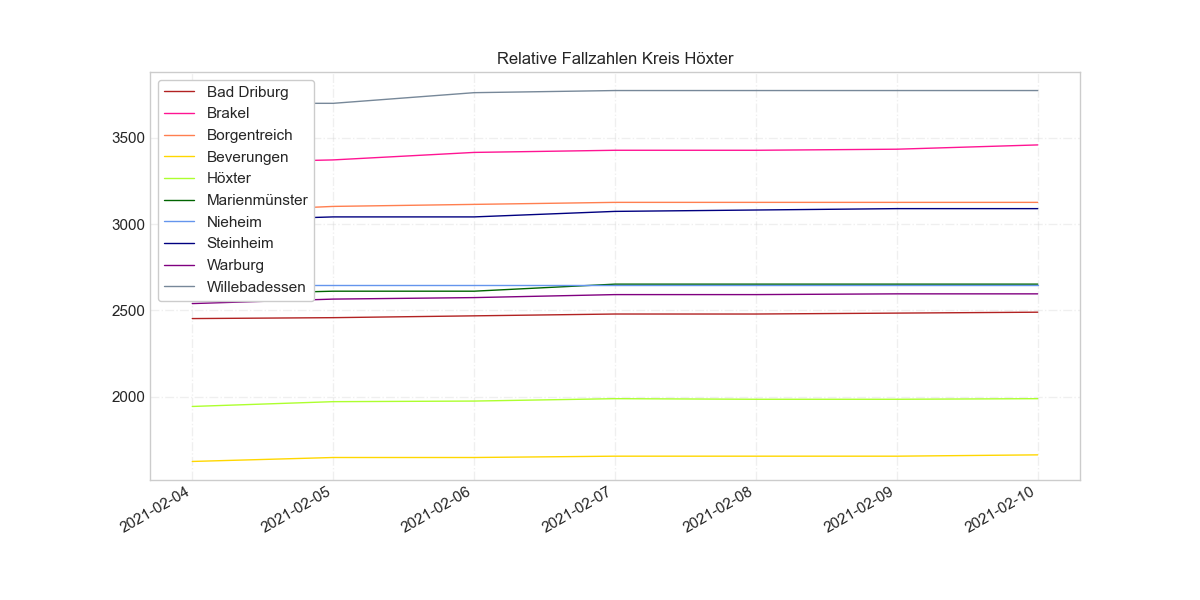 Relative Fallzahlen Kreis Höxter
Bad Driburg
Brakel
Borgentreich
Beverungen
Höxter
Marienmünster
Nieheim
Steinheim
Warburg
Willebadessen
3500
3000
2500
2000
2021-02-04
2021-02-05
2021-02-06
2021-02-07
2021-02-08
2021-02-09
2021-02-10